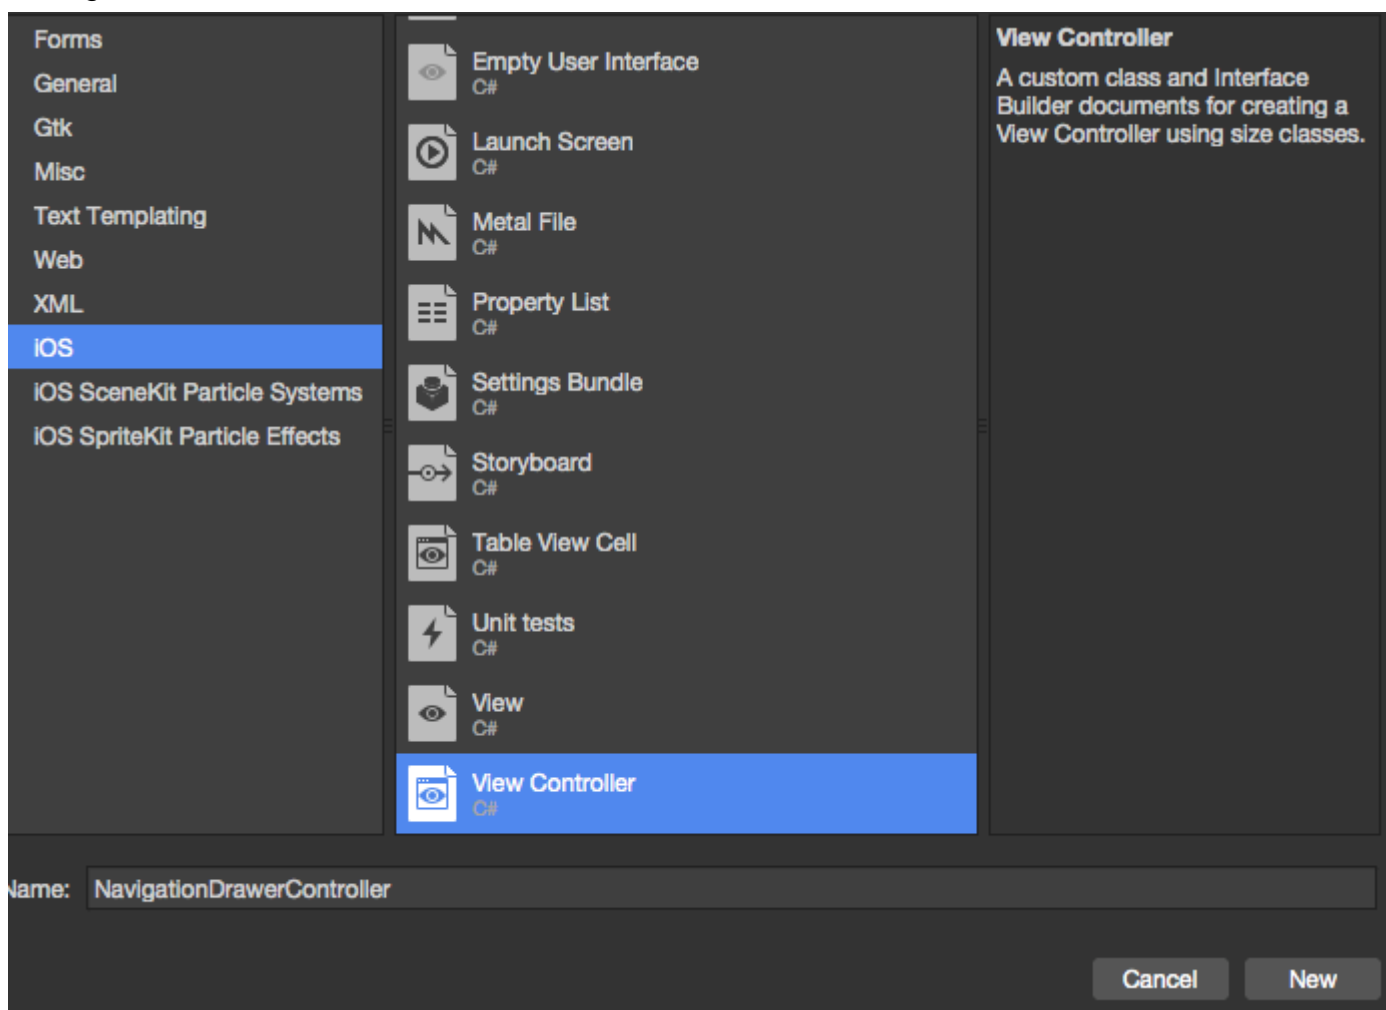 Forms
General
Gtk
Misc
Text Templating
Web
XML
iOS
iOS SceneKit Particle Systems
iOS SpriteKit Particle Effects
Empty User Interface
C#
Launch Screen
C#
Metal File
C#
Property List
C#
Settings Bundle
C#
Storyboard
C#
Table View Cell
C#
Unit tests
C#
View
C#
View Controller
C#
View Controller
A custom class and Interface
Builder documents for creating a
View Controller using size classes.
Name: NavigationDrawerController
Cancel New